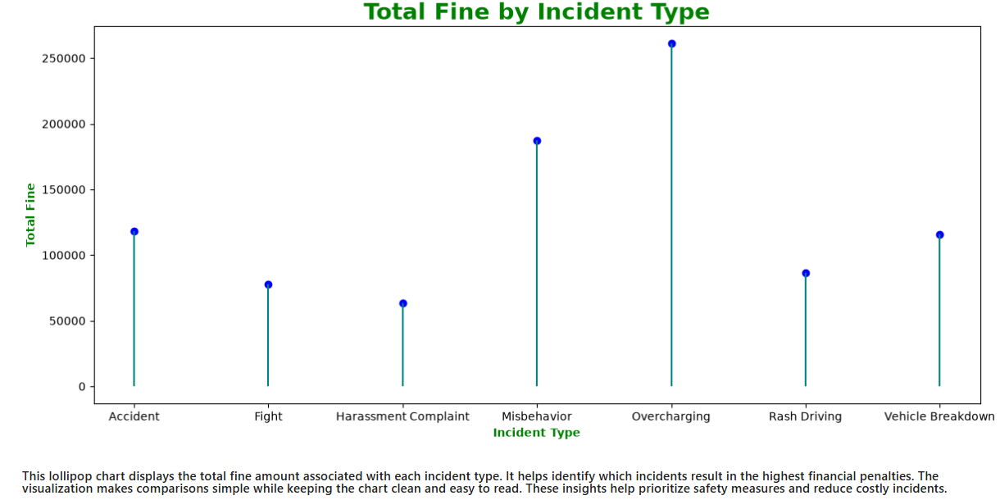 Total Fine by Incident Type
250000
200000
150000
100000
50000
0
Total Fine
Accident Fight Harassment Complaint Misbehavior Overcharging Rash Driving Vehicle Breakdown
Incident Type
This lollipop chart displays the total fine amount associated with each incident type. It helps identify which incidents result in the highest financial penalties. The
visualization makes comparisons simple while keeping the chart clean and easy to read. These insights help prioritize safety measures and reduce costly incidents.